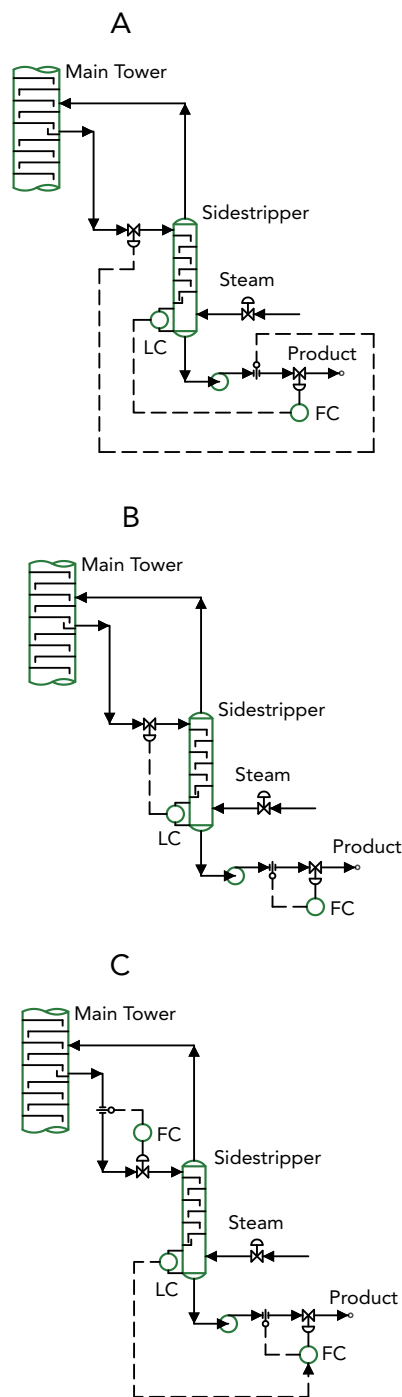 A
Main Tower
Sidestripper
Steam
LC
Product
FC
B
Main Tower
Sidestripper
Steam
LC
Product
FC
C
Main Tower
FC
Sidestripper
Steam
LC
Product
FC